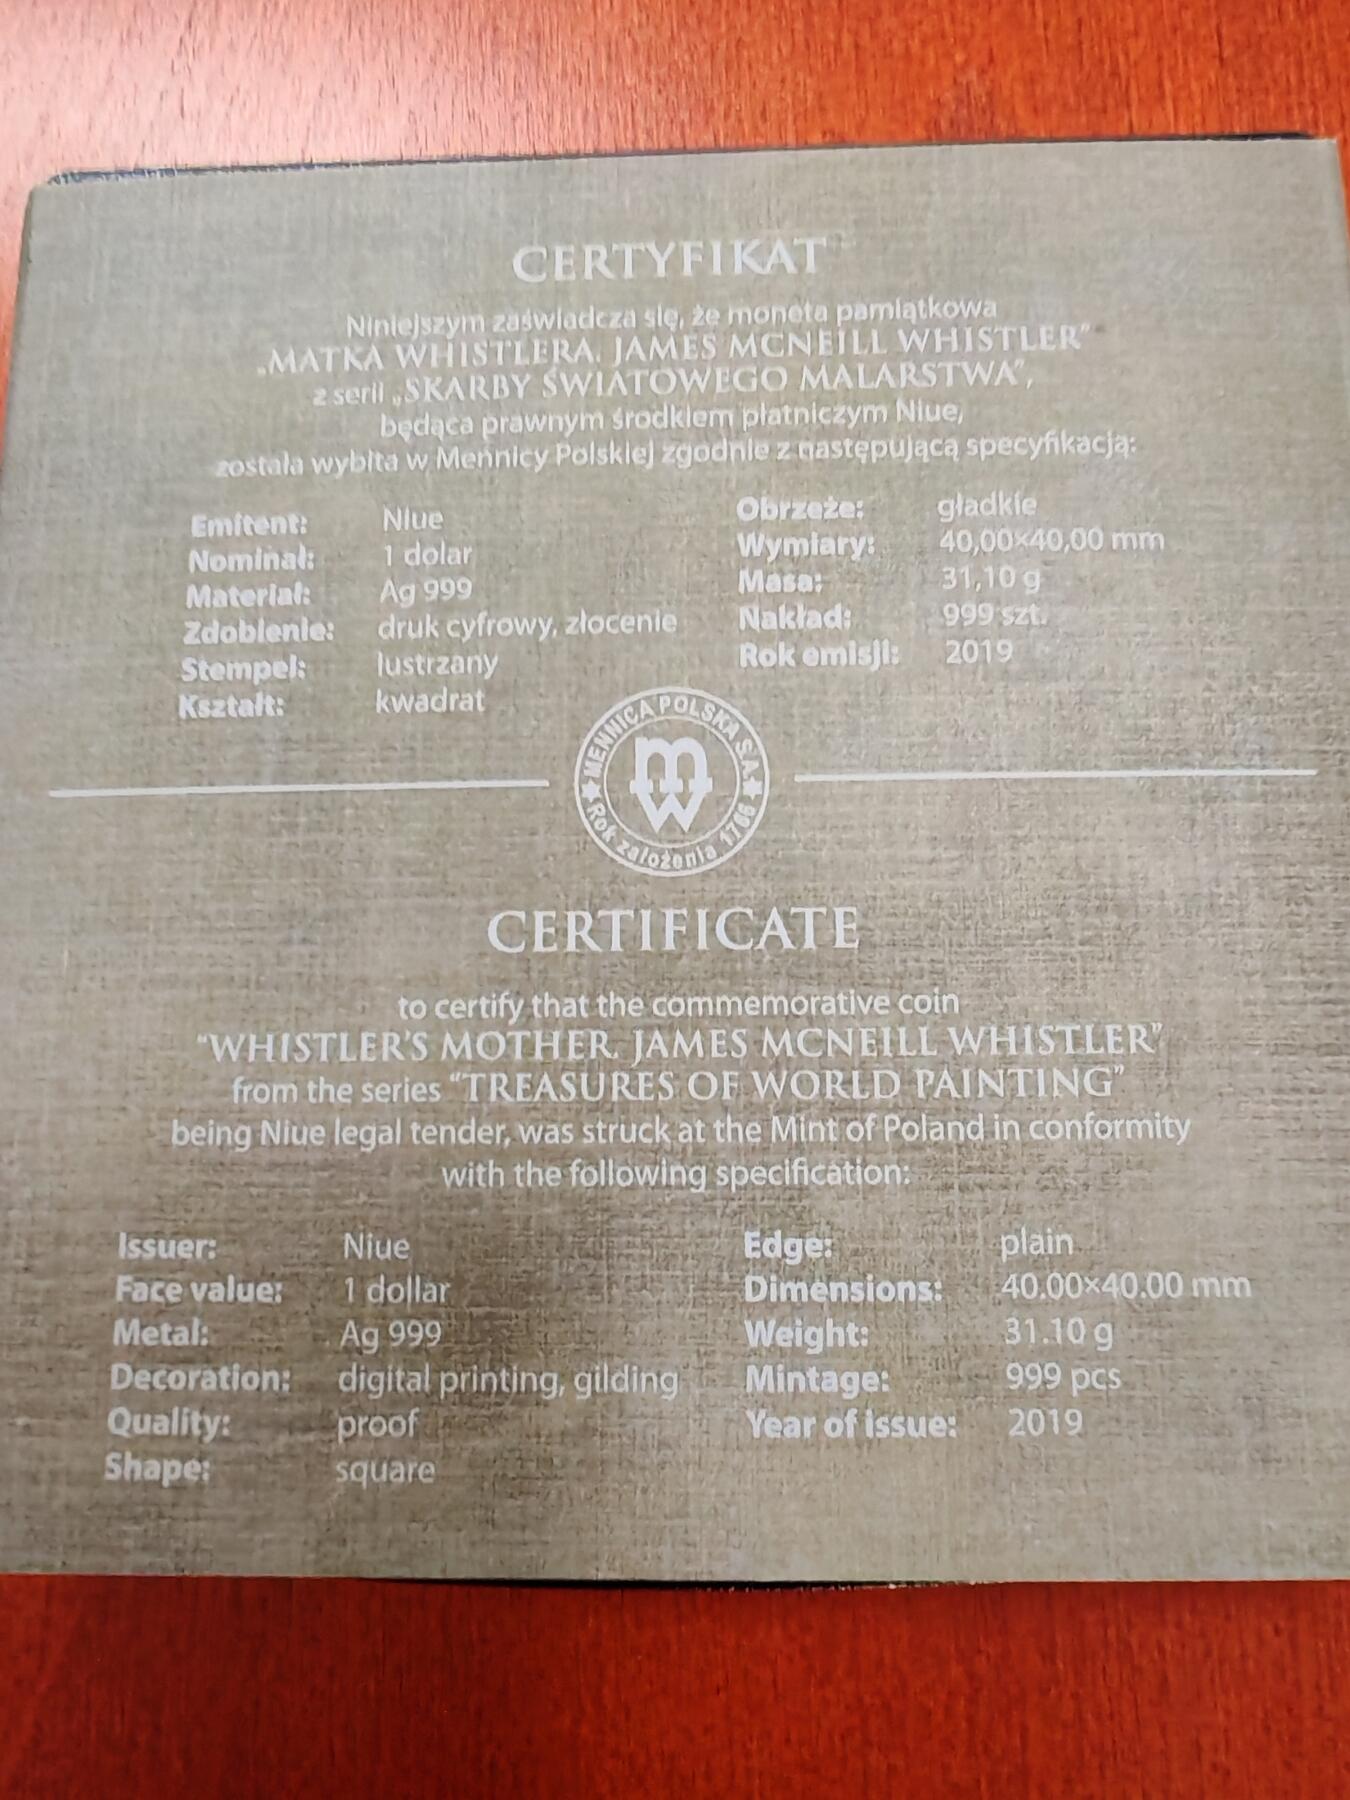 CERTYFIKAT
Niniejszym zaświadcza się, że moneta pamiątkowa
„MATKA WHISTLERA. JAMES MCNEILL WHISTLER”
z serii „SKARBY ŚWIATOWEGO MALARSTWA”,
będąca prawnym środkiem płatniczym Niue,
została wybita w Mennicy Polskiej zgodnie z następującą specyfikacją:
Emitent: Niue
Nominał: 1 dolar
Materiał: Ag 999
Zdobienie: druk cyfrowy, złocenie
Stempel: lustrzany
Kształt: kwadrat
Obrzeże: gładkie
Wymiary: 40,00×40,00 mm
Masa: 31,10 g
Nakład: 999 szt.
Rok emisji: 2019
MENNICA POLSKA S.A.
mw
Rok założenia 1766
CERTIFICATE
to certify that the commemorative coin
“WHISTLER’S MOTHER. JAMES MCNEILL WHISTLER”
from the series “TREASURES OF WORLD PAINTING”
being Niue legal tender, was struck at the Mint of Poland in conformity
with the following specification:
Issuer: Niue
Face value: 1 dollar
Metal: Ag 999
Decoration: digital printing, gilding
Quality: proof
Shape: square
Edge: plain
Dimensions: 40.00×40.00 mm
Weight: 31.10 g
Mintage: 999 pcs
Year of issue: 2019